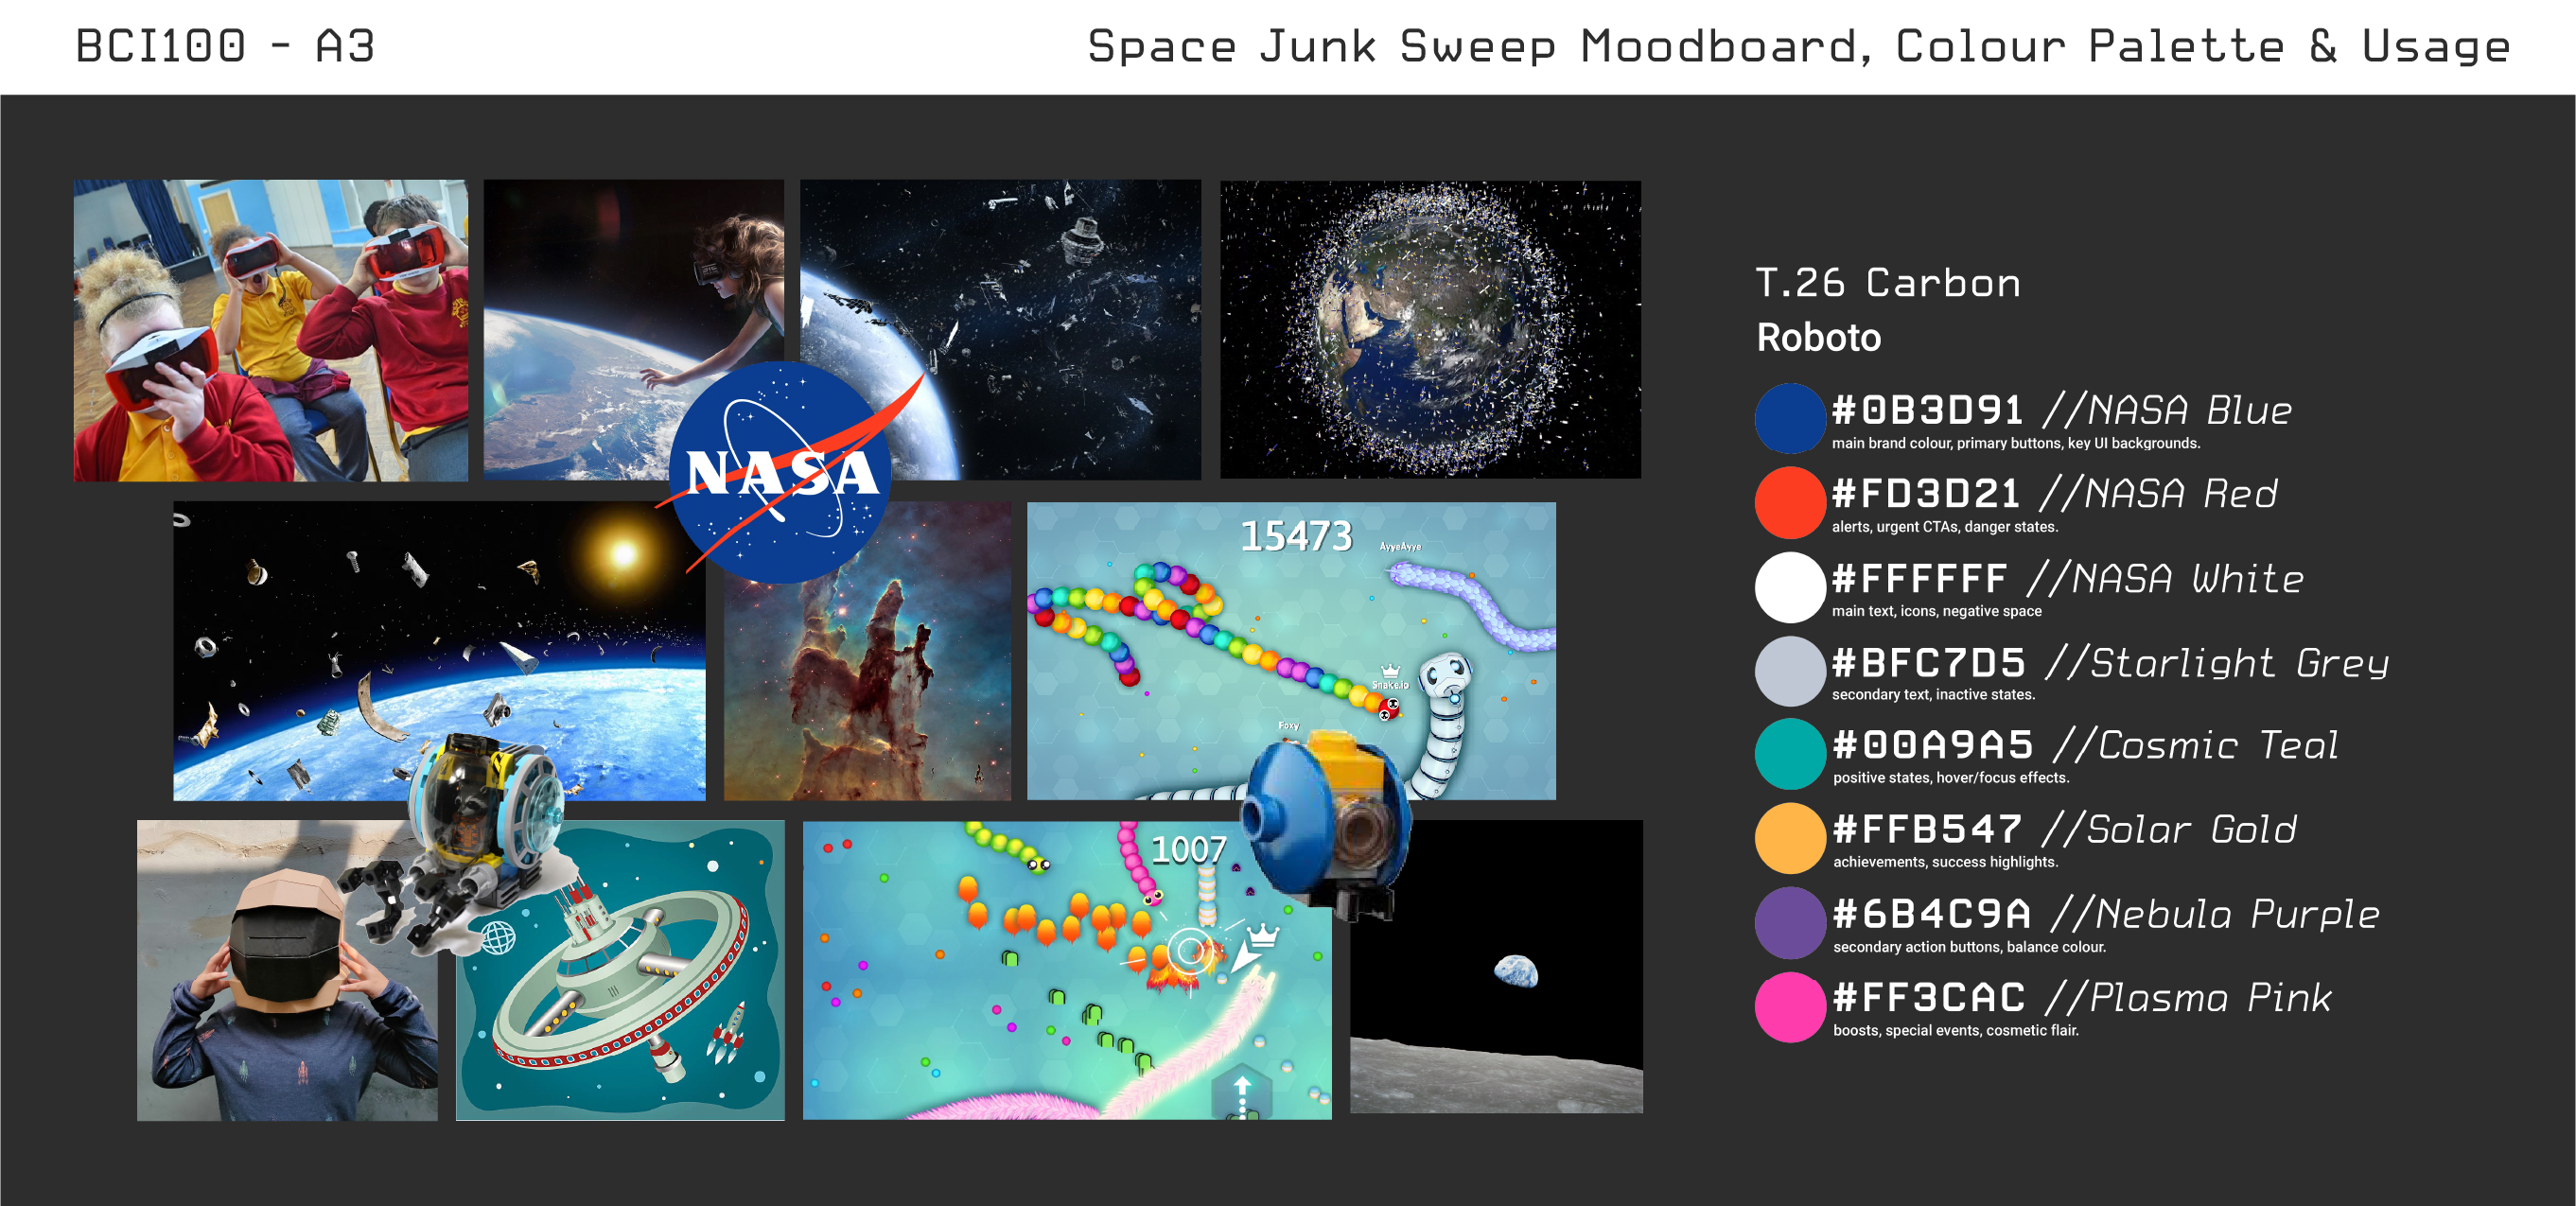 BCI100 - A3
Space Junk Sweep Moodboard, Colour Palette & Usage
NASA
15473
AyyeAyye
Snake.io
Foxy
1007
T.26 Carbon
Roboto
#0B3D91 //NASA Blue
main brand colour, primary buttons, key UI backgrounds.
#FD3D21 //NASA Red
alerts, urgent CTAs, danger states.
#FFFFFF //NASA White
main text, icons, negative space
#BFC7D5 //Starlight Grey
secondary text, inactive states.
#00A9A5 //Cosmic Teal
positive states, hover/focus effects.
#FFB547 //Solar Gold
achievements, success highlights.
#6B4C9A //Nebula Purple
secondary action buttons, balance colour.
#FF3CAC //Plasma Pink
boosts, special events, cosmetic flair.